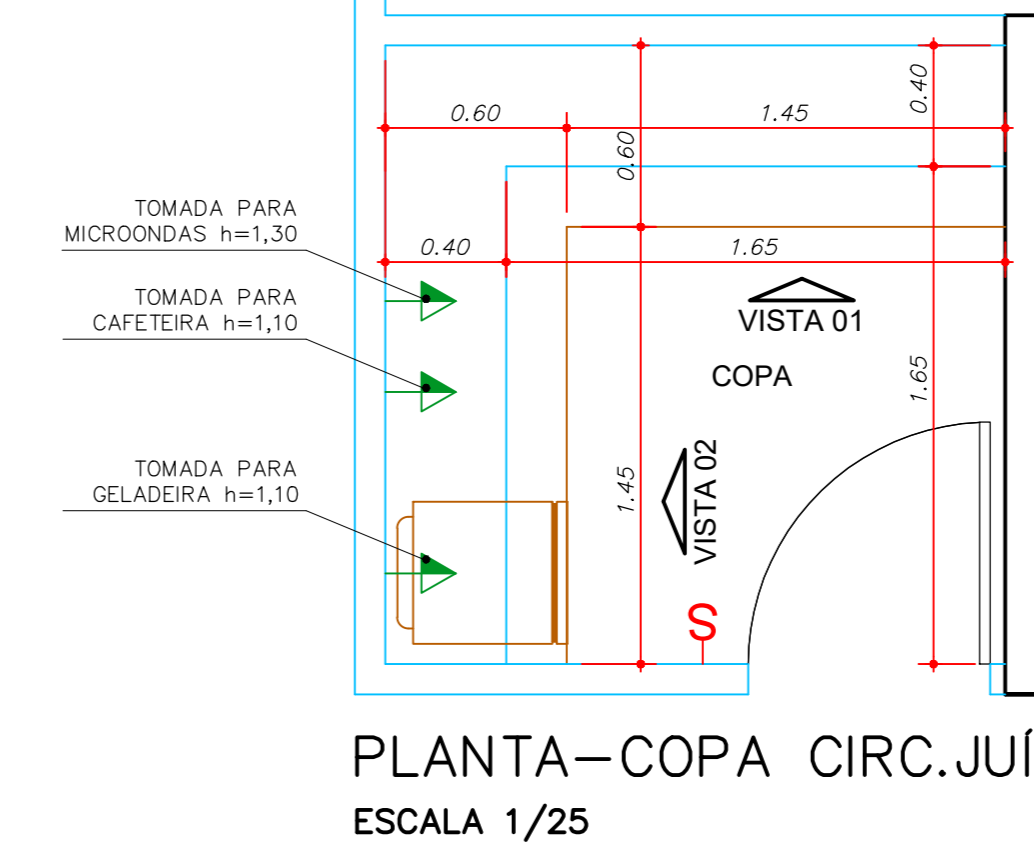 0.40
0.60
1.45
0.60
TOMADA PARA
MICROONDAS h=1,30
0.40
1.65
TOMADA PARA
CAFETEIRA h=1,10
VISTA 01
COPA
1.65
TOMADA PARA
GELADEIRA h=1,10
1.45
VISTA 02
S
PLANTA-COPA CIRC.JUÍ
ESCALA 1/25